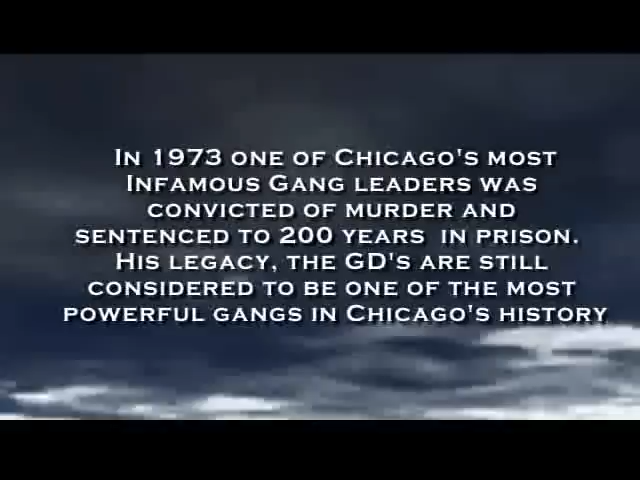 In 1973 one of Chicago's most
Infamous Gang leaders was
convicted of murder and
sentenced to 200 years  in prison.
His legacy, the GD's are still
considered to be one of the most
powerful gangs in Chicago's history